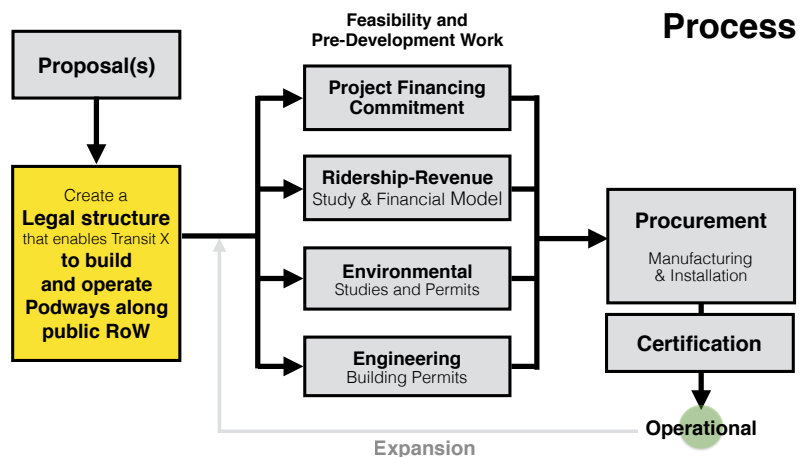 Process
Feasibility and
Pre-Development Work
Proposal(s)
Create a
Legal structure
that enables Transit X
to build
and operate
Podways along
public RoW
Project Financing
Commitment
Ridership-Revenue
Study & Financial Model
Environmental
Studies and Permits
Engineering
Building Permits
Procurement
Manufacturing
& Installation
Certification
Operational
Expansion